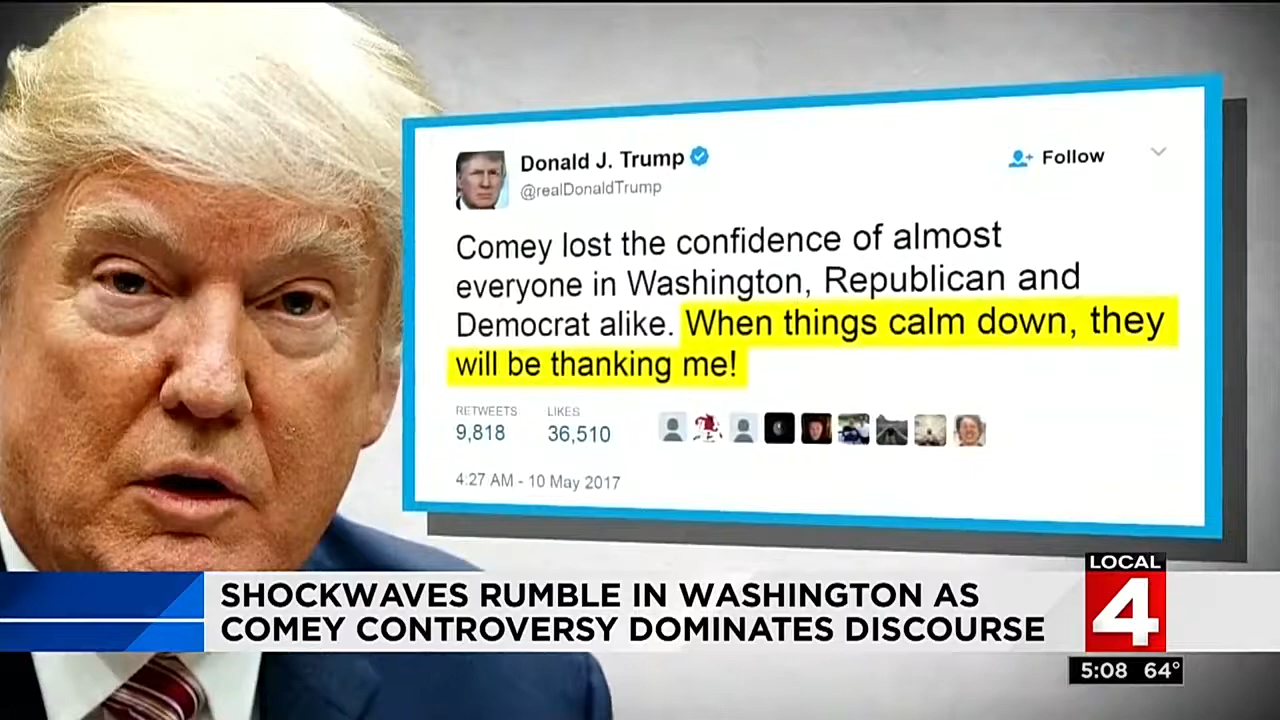 Donald J. Trump
@realDonaldTrump
Follow
Comey lost the confidence of almost
everyone in Washington, Republican and
Democrat alike. When things calm down, they
will be thanking me!
RETWEETS LIKES
9,818 36,510
4:27 AM - 10 May 2017
SHOCKWAVES RUMBLE IN WASHINGTON AS
COMEY CONTROVERSY DOMINATES DISCOURSE
LOCAL
4
5:08 64°